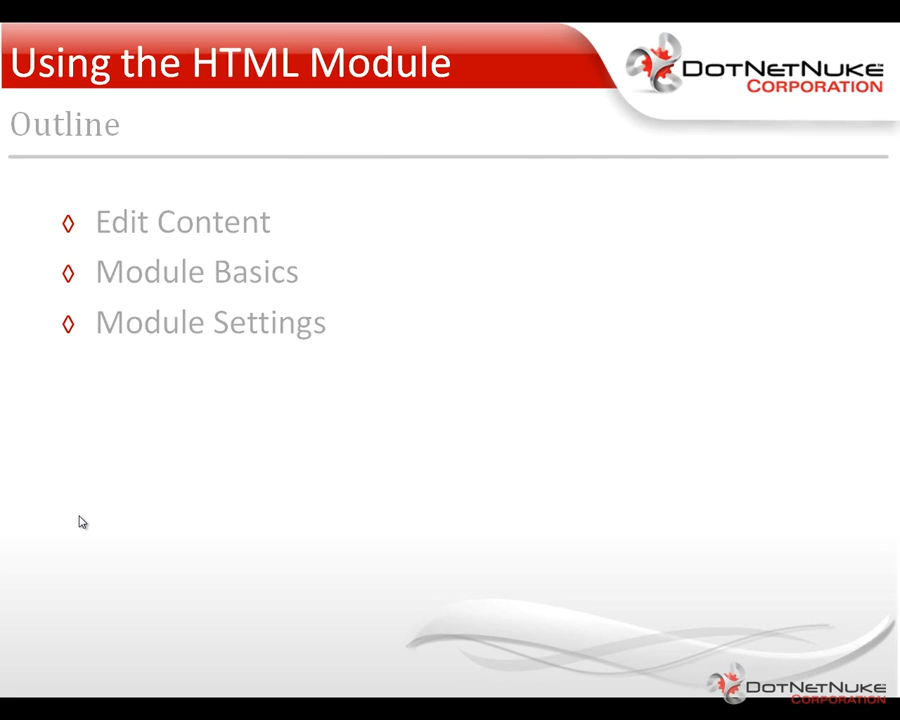 Using the HTML Module
DotNetNuke
CORPORATION
Outline
Edit Content
Module Basics
Module Settings
DotNetNuke
CORPORATION